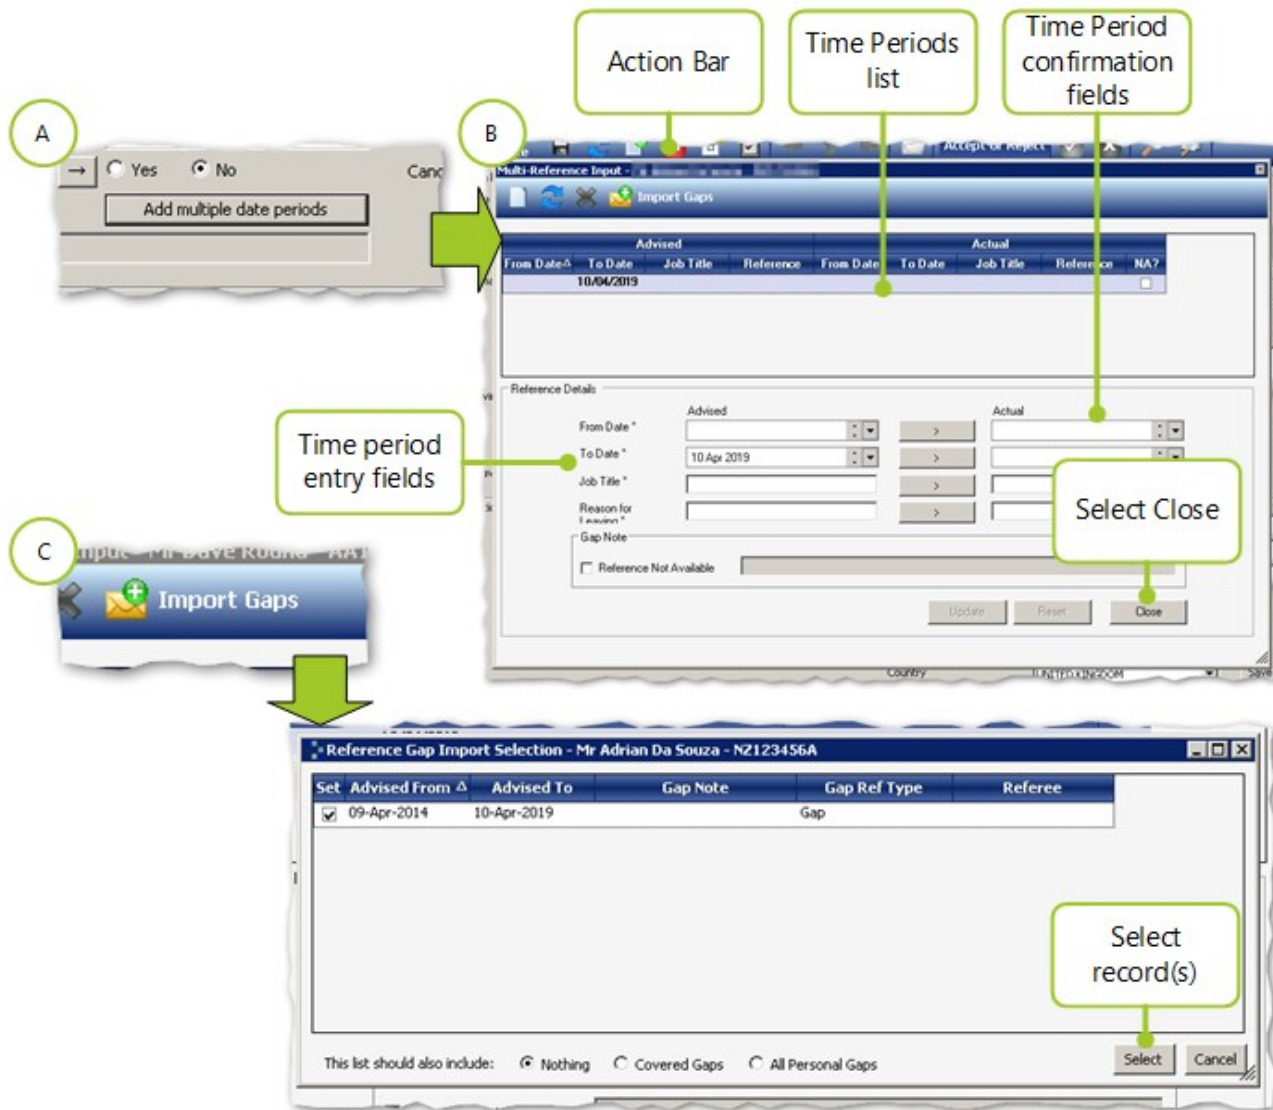 Action Bar
Time Periods
list
Time Period
confirmation
fields
A
→ Yes No Canc
Add multiple date periods
B
Accept or Reject
Multi-Reference Input -
Import Gaps
Advised Actual
From Date To Date Job Title Reference From Date To Date Job Title Reference NA?
10/04/2019
Reference Details
Advised Actual
From Date *
To Date * 10 Apr 2019
Job Title *
Reason for
Leaving *
> > > >
Gap Note
Reference Not Available
Update Reset Close
Time period
entry fields
Select Close
Country UNITED KINGDOM Save
C
Input - Mr Dave Round - AA1
Import Gaps
Reference Gap Import Selection - Mr Adrian Da Souza - NZ123456A
Set Advised From Advised To Gap Note Gap Ref Type Referee
09-Apr-2014 10-Apr-2019 Gap
Select
record(s)
This list should also include: Nothing Covered Gaps All Personal Gaps Select Cancel